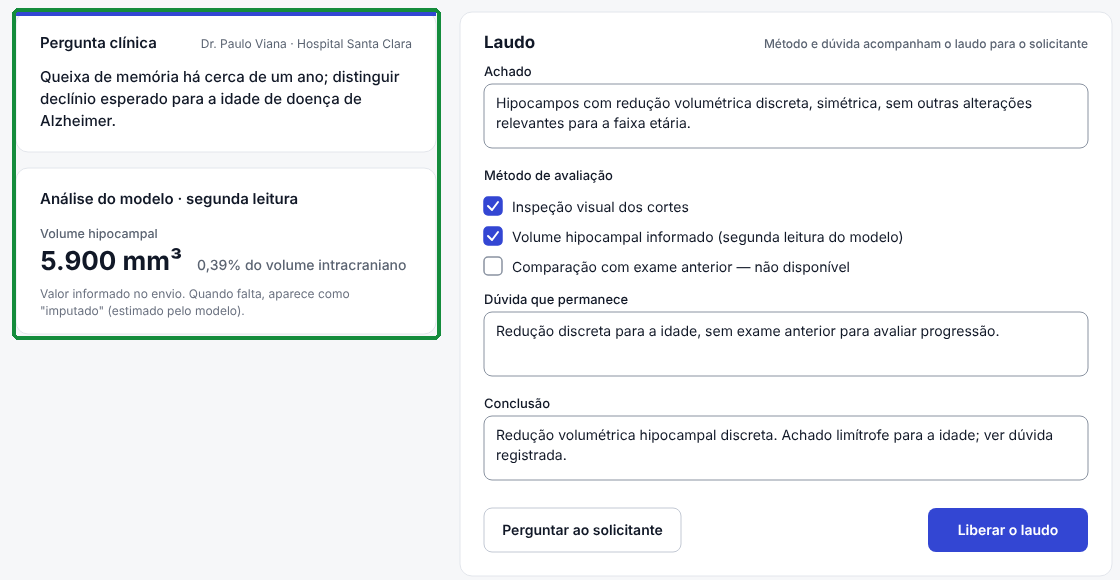 Pergunta clínica
Dr. Paulo Viana · Hospital Santa Clara
Queixa de memória há cerca de um ano; distinguir
declínio esperado para a idade de doença de
Alzheimer.
Análise do modelo · segunda leitura
Volume hipocampal
5.900 mm³ 0,39% do volume intracraniano
Valor informado no envio. Quando falta, aparece como
"imputado" (estimado pelo modelo).
Laudo
Método e dúvida acompanham o laudo para o solicitante
Achado
Hipocampos com redução volumétrica discreta, simétrica, sem outras alterações
relevantes para a faixa etária.
Método de avaliação
Inspeção visual dos cortes
Volume hipocampal informado (segunda leitura do modelo)
Comparação com exame anterior — não disponível
Dúvida que permanece
Redução discreta para a idade, sem exame anterior para avaliar progressão.
Conclusão
Redução volumétrica hipocampal discreta. Achado limítrofe para a idade; ver dúvida
registrada.
Perguntar ao solicitante
Liberar o laudo